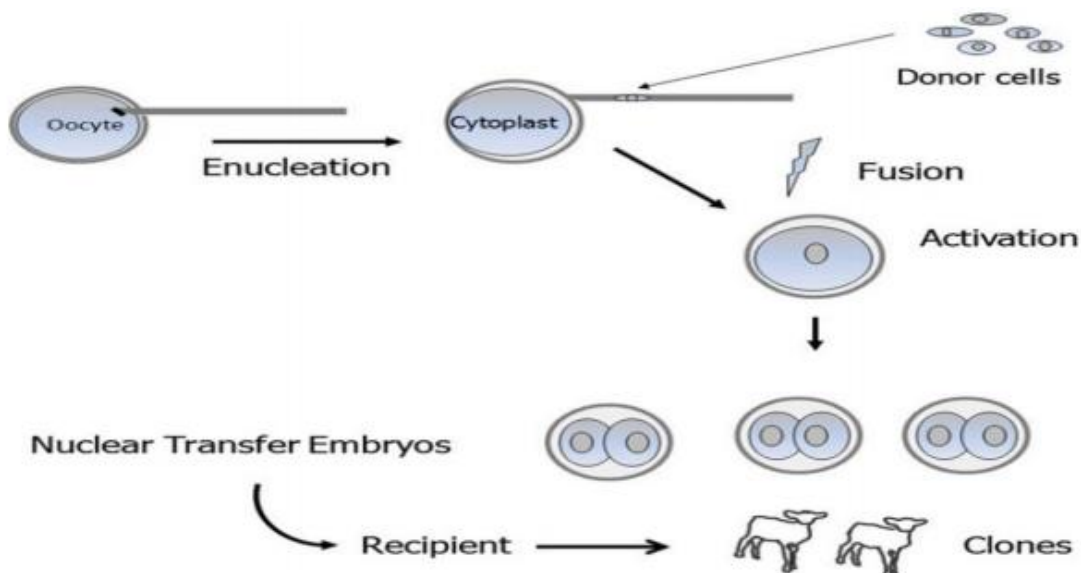 Donor cells
Oocyte
Cytoplast
Enucleation
Fusion
Activation
Nuclear Transfer Embryos
Recipient
Clones